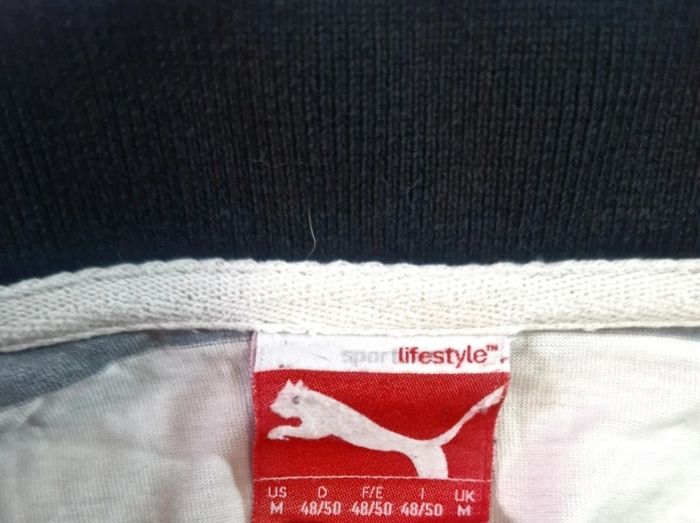 sportlifestyle™
US D F/E I UK
M 48/50 48/50 48/50 M